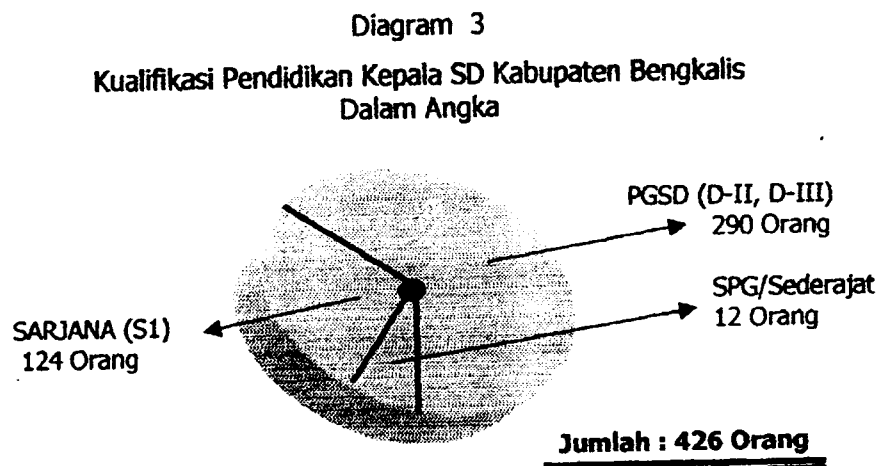 Diagram 3
Kualifikasi Pendidikan Kepala SD Kabupaten Bengkalis
Dalam Angka
PGSD (D-II, D-III)
290 Orang
SPG/Sederajat
12 Orang
SARJANA (S1)
124 Orang
Jumlah : 426 Orang